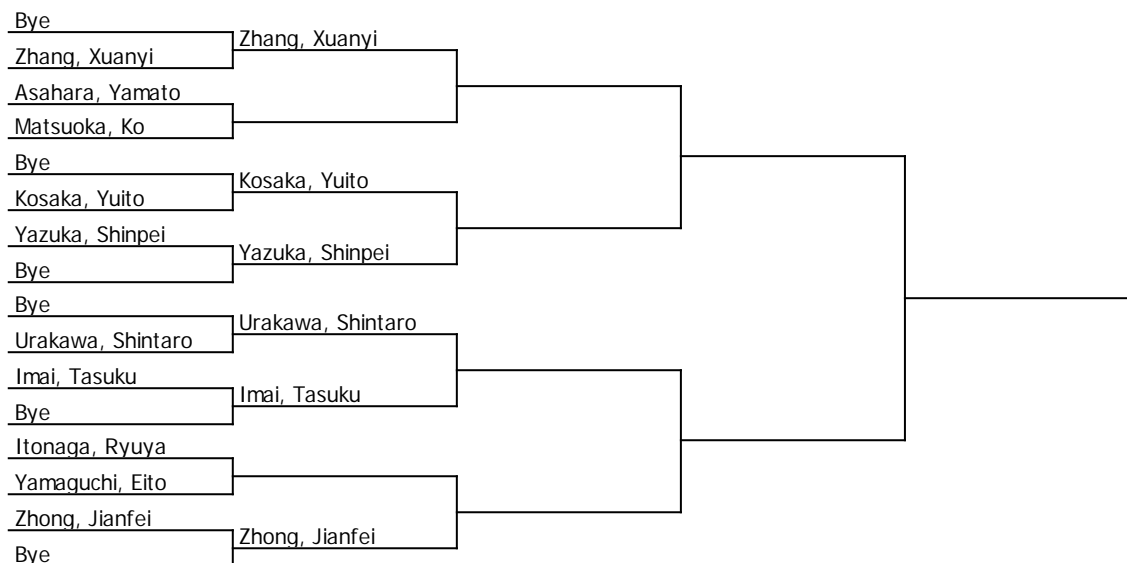 Bye
Zhang, Xuanyi
Zhang, Xuanyi
Asahara, Yamato
Matsuoka, Ko
Bye
Kosaka, Yuito
Kosaka, Yuito
Yazuka, Shinpei
Yazuka, Shinpei
Bye
Bye
Urakawa, Shintaro
Urakawa, Shintaro
Imai, Tasuku
Imai, Tasuku
Bye
Itonaga, Ryuya
Yamaguchi, Eito
Zhong, Jianfei
Zhong, Jianfei
Bye